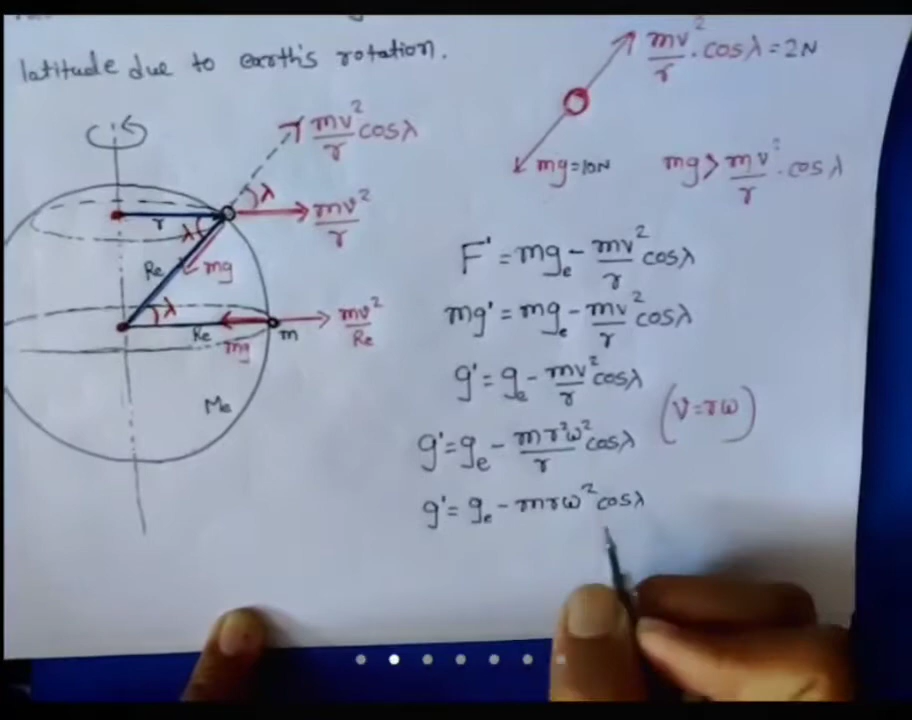 latitude due to earth's rotation.
mv²/r . cosλ = 2N
mg = 10N
mg > mv²/r . cosλ
mv²/r cosλ
λ
mv²/r
r
λ
Re
mg
λ
mv²/Re
Re
mg
m
Me
F' = mgₑ - mv²/r cosλ
mg' = mgₑ - mv²/r cosλ
g' = gₑ - mv²/r cosλ
(v = rω)
g' = gₑ - mr²ω²/r cosλ
g' = gₑ - mrω² cosλ